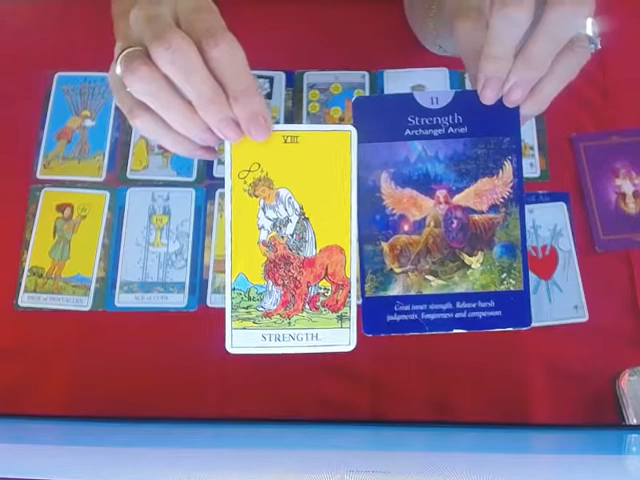 VIII
STRENGTH.
11
Strength
Archangel Ariel
Great inner strength. Release harsh
judgments. Forgiveness and compassion
PAGE of PENTACLES
ACE of CUPS